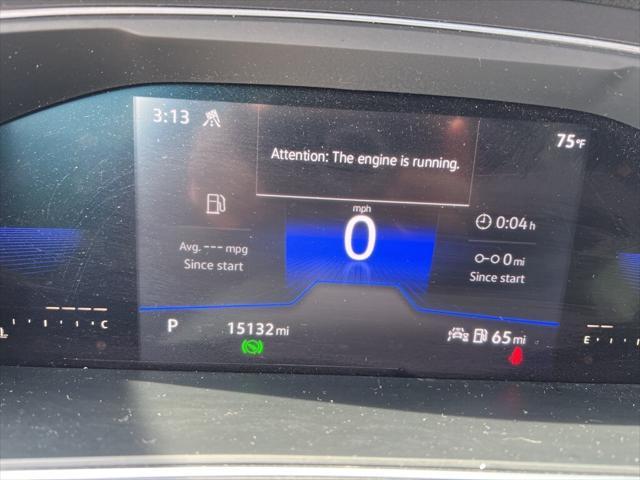 3:13
75°F
Attention: The engine is running.
mph
0
0:04 h
Avg. --- mpg
Since start
0 mi
Since start
C
P
15132 mi
65 mi
E